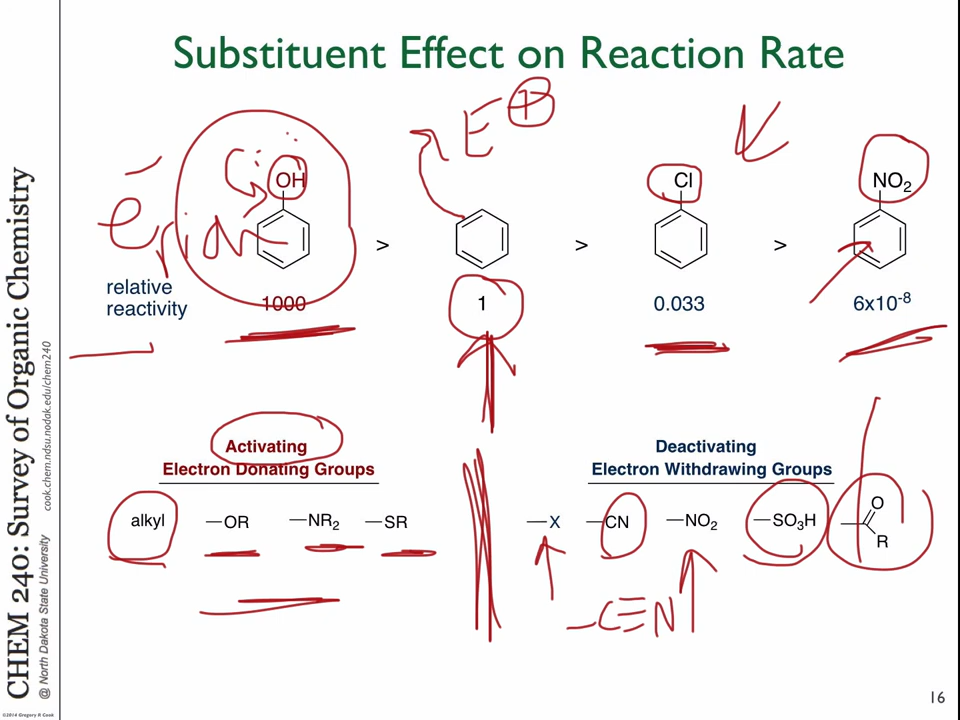 Substituent Effect on Reaction Rate
E +
OH
Cl
NO2
e- rich
> > >
relative
reactivity
1000
1
0.033
6x10-8
Activating
Electron Donating Groups
alkyl —OR —NR2 —SR
Deactivating
Electron Withdrawing Groups
—X —CN —NO2 —SO3H
O
R
—C≡N
CHEM 240: Survey of Organic Chemistry
@ North Dakota State University cook.chem.ndsu.nodak.edu/chem240
©2014 Gregory R Cook
16